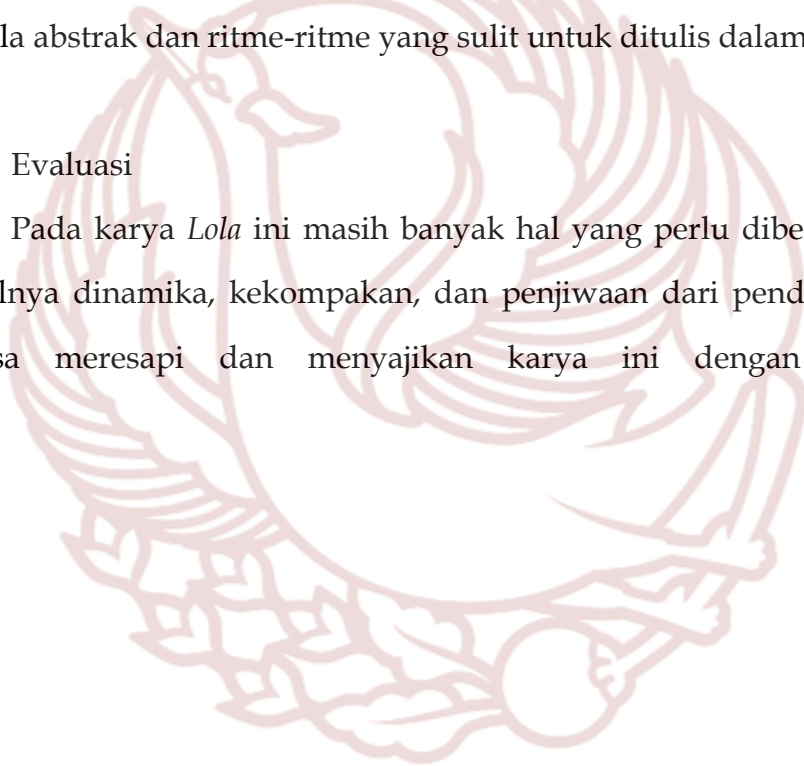 la abstrak dan ritme-ritme yang sulit untuk ditulis dalam
Evaluasi
Pada karya Lola ini masih banyak hal yang perlu dibe
lnya dinamika, kekompakan, dan penjiwaan dari pend
sa meresapi dan menyajikan karya ini dengan